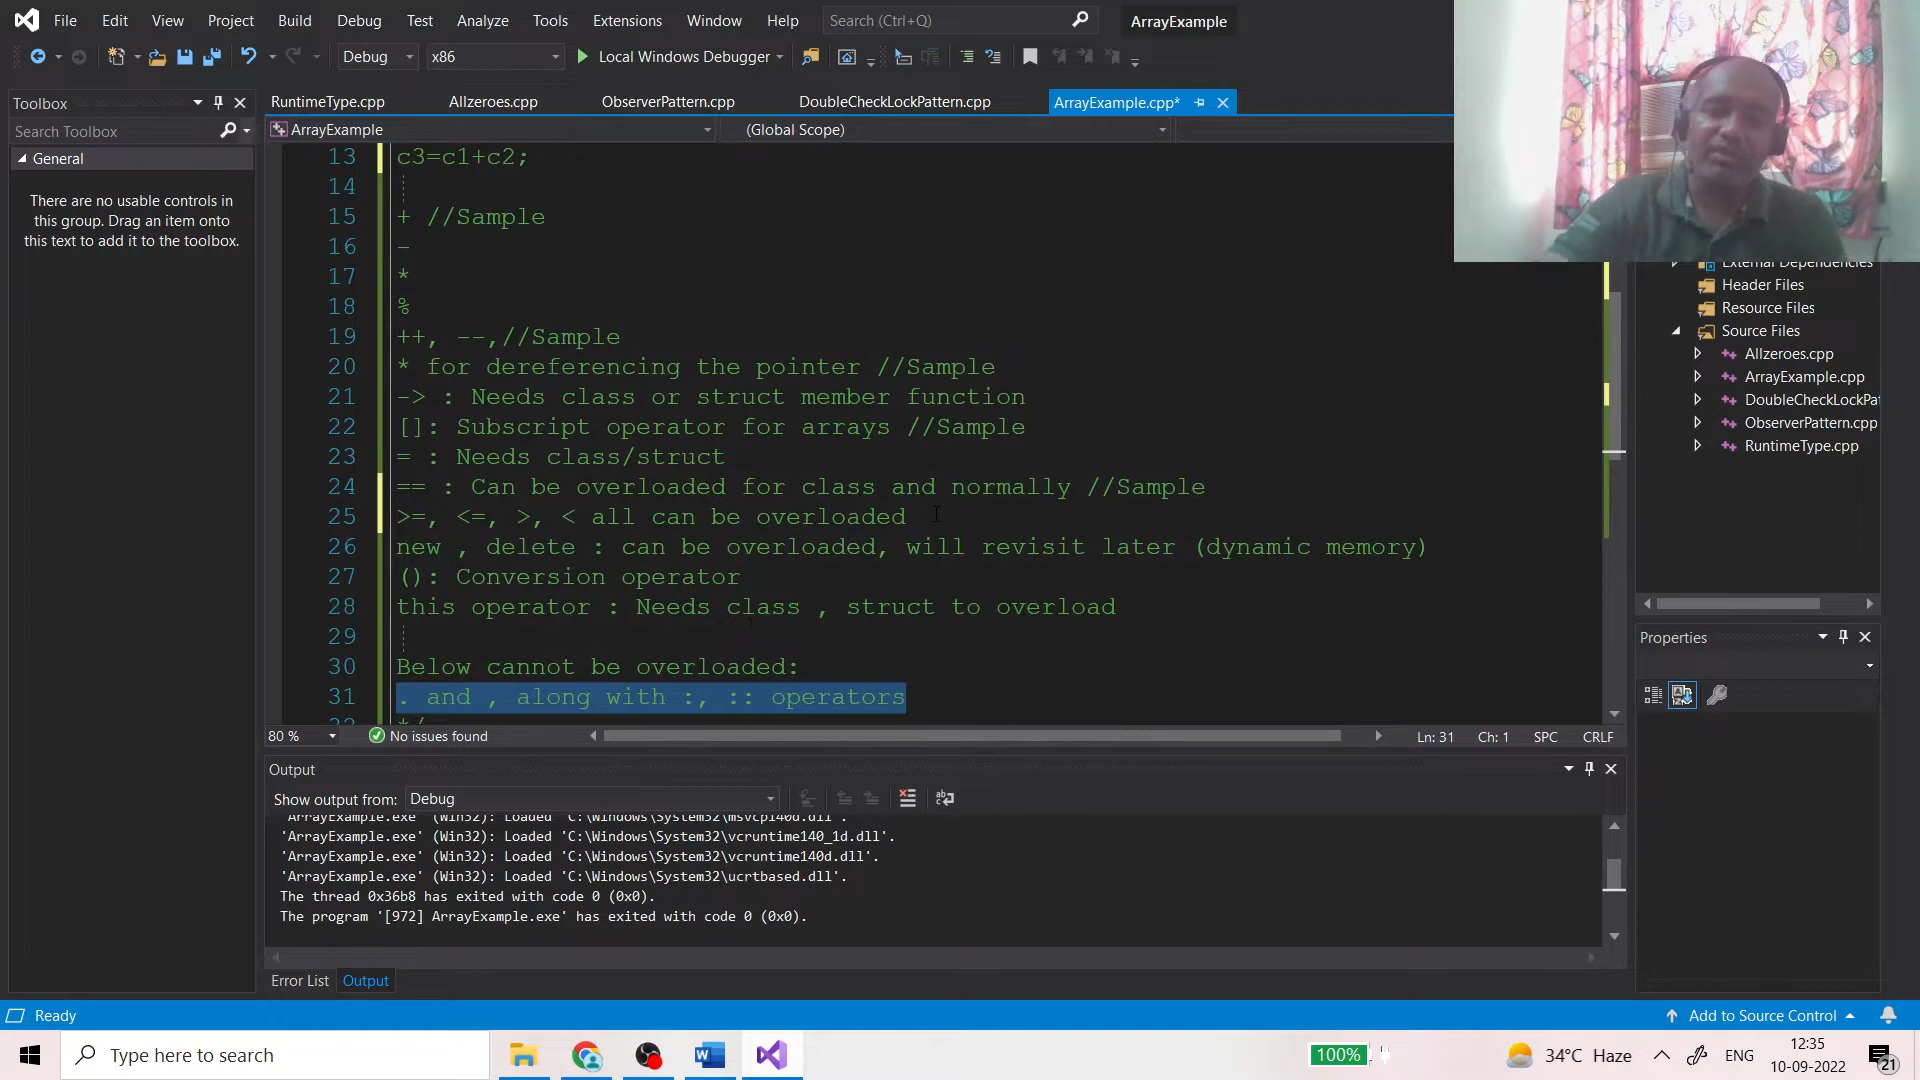 File Edit View Project Build Debug Test Analyze Tools Extensions Window Help Search (Ctrl+Q) ArrayExample
Debug x86 Local Windows Debugger
Toolbox
Search Toolbox
General
There are no usable controls in
this group. Drag an item onto
this text to add it to the toolbox.
RuntimeType.cpp Allzeroes.cpp ObserverPattern.cpp DoubleCheckLockPattern.cpp ArrayExample.cpp*
ArrayExample (Global Scope)
13 c3=c1+c2;
14
15 + //Sample
16 -
17 *
18 %
19 ++, --,//Sample
20 * for dereferencing the pointer //Sample
21 -> : Needs class or struct member function
22 []: Subscript operator for arrays //Sample
23 = : Needs class/struct
24 == : Can be overloaded for class and normally //Sample
25 >=, <=, >, < all can be overloaded
26 new , delete : can be overloaded, will revisit later (dynamic memory)
27 (): Conversion operator
28 this operator : Needs class , struct to overload
29
30 Below cannot be overloaded:
31 . and , along with :, :: operators
32 */
80 % No issues found Ln: 31 Ch: 1 SPC CRLF
External Dependencies
Header Files
Resource Files
Source Files
Allzeroes.cpp
ArrayExample.cpp
DoubleCheckLockPat
ObserverPattern.cpp
RuntimeType.cpp
Properties
Output
Show output from: Debug
'ArrayExample.exe' (Win32): Loaded 'C:\Windows\System32\msvcp140d.dll'.
'ArrayExample.exe' (Win32): Loaded 'C:\Windows\System32\vcruntime140_1d.dll'.
'ArrayExample.exe' (Win32): Loaded 'C:\Windows\System32\vcruntime140d.dll'.
'ArrayExample.exe' (Win32): Loaded 'C:\Windows\System32\ucrtbased.dll'.
The thread 0x36b8 has exited with code 0 (0x0).
The program '[972] ArrayExample.exe' has exited with code 0 (0x0).
Error List Output
Ready Add to Source Control
Type here to search 100% 34°C Haze ENG 12:35
10-09-2022 21